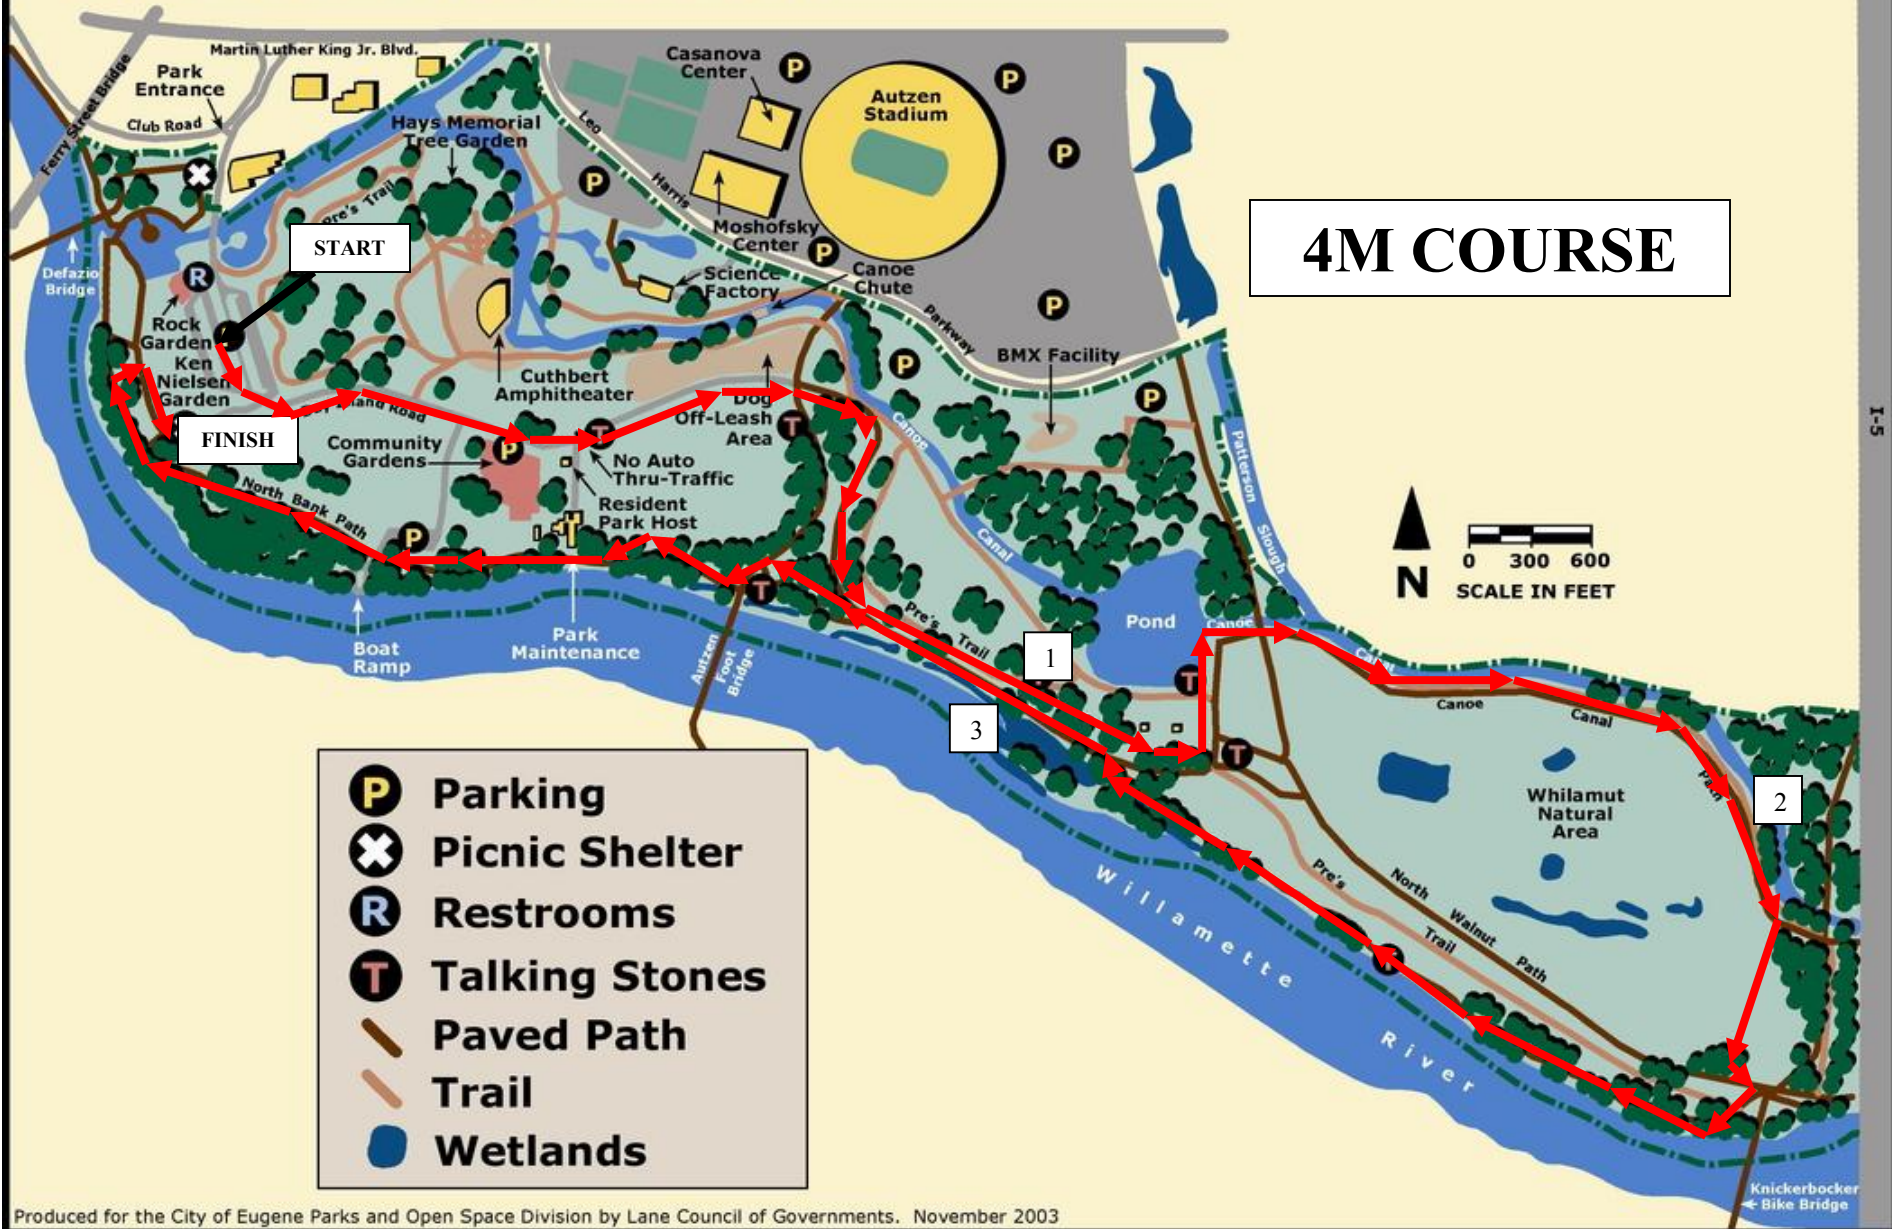 Martin Luther King Jr. Blvd.
Park
Entrance
Club Road
Ferry Street Bridge
Casanova
Center
P
P
Autzen
Stadium
Leo
Harris
Parkway
Hays Memorial
Tree Garden
P
P
Pre's Trail
START
4M COURSE
Moshofsky
Center
P
Defazio
Bridge
R
Science
Factory
Canoe
Chute
P
Rock
Garden
Ken
Nielsen
Garden
BMX Facility
P
P
Cuthbert
Amphitheater
Dog
Off-Leash
Area
T
Island Road
FINISH
Community
Gardens
P
T
No Auto
Thru-Traffic
Resident
Park Host
Canoe
Canal
Patterson
Slough
I-5
North Bank Path
P
N
0 300 600
SCALE IN FEET
T
Boat
Ramp
Park
Maintenance
Autzen
Foot
Bridge
Pre's
Trail
Pond
Canoe
Canal
1
T
3
Canoe
Canal
Path
T
2
Whilamut
Natural
Area
Pre's
Trail
North
Walnut
Path
T
Willamette
River
P Parking
Picnic Shelter
R Restrooms
T Talking Stones
Paved Path
Trail
Wetlands
Knickerbocker
Bike Bridge
Produced for the City of Eugene Parks and Open Space Division by Lane Council of Governments. November 2003